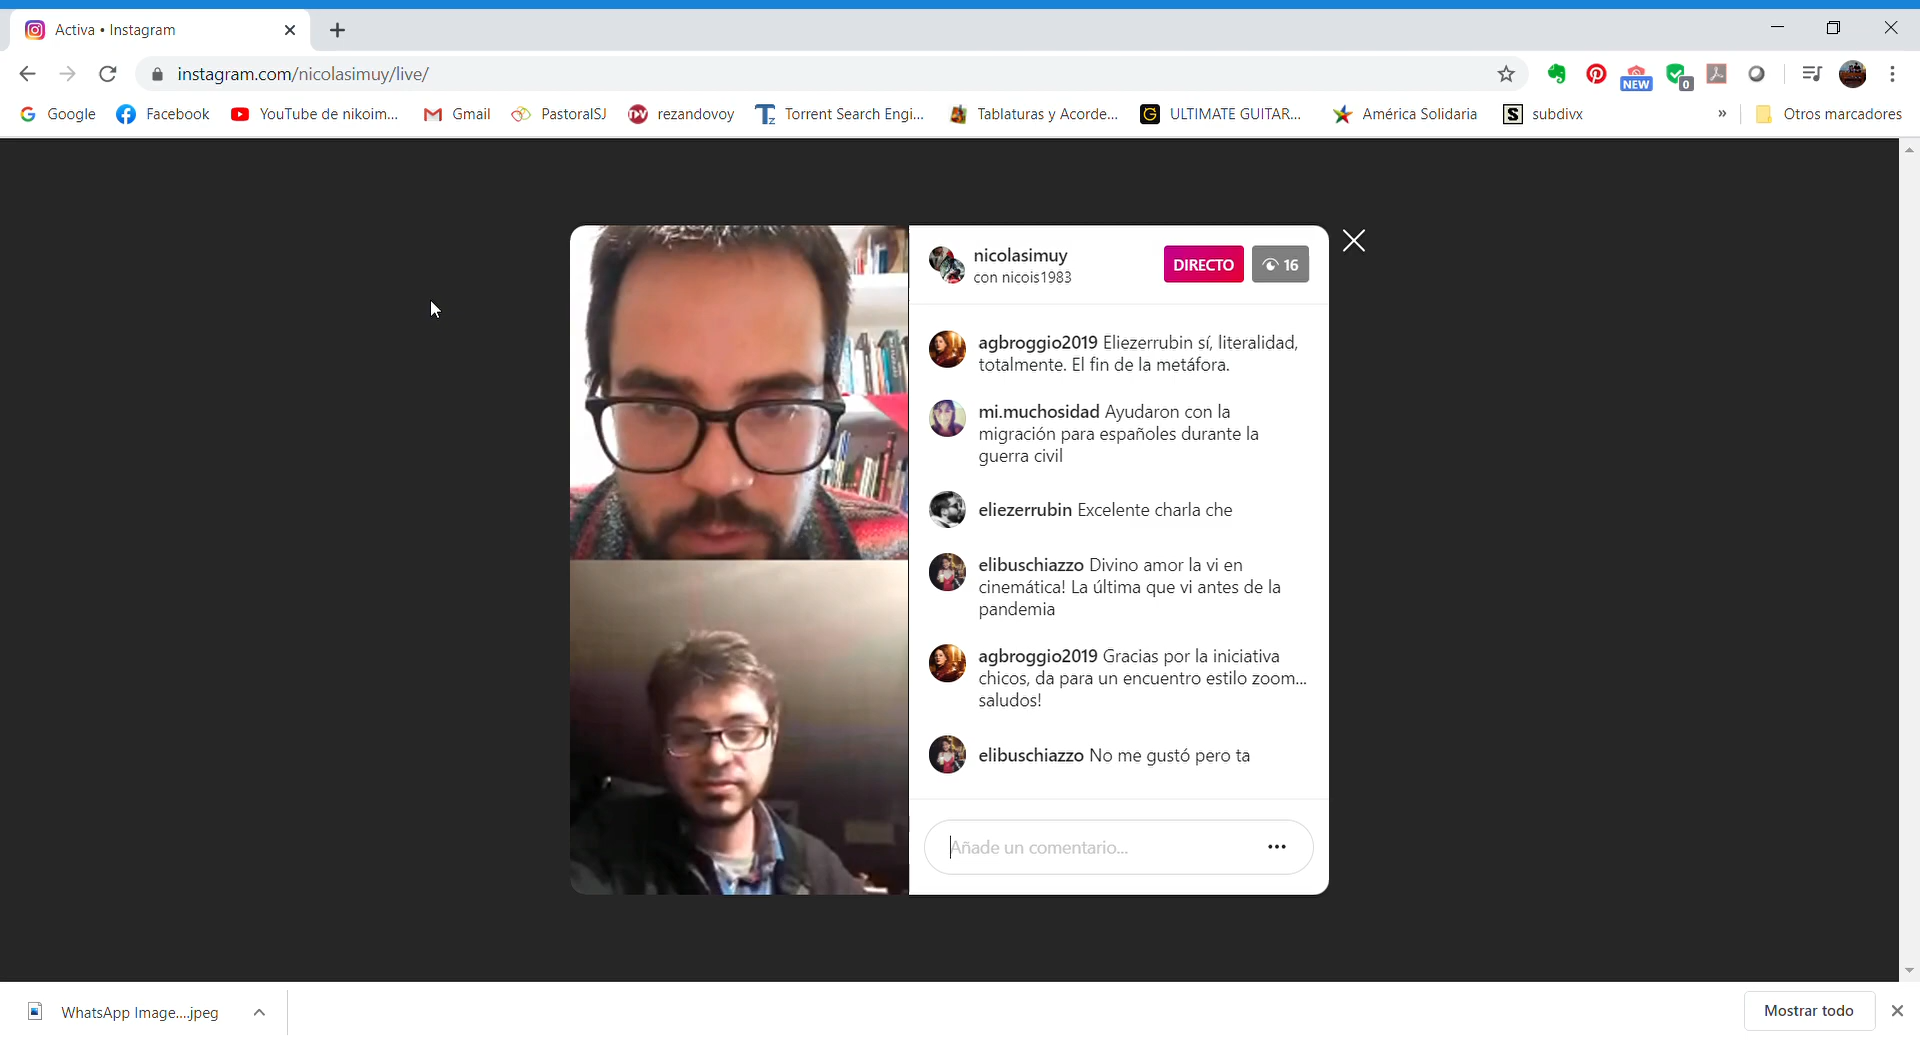 Activa • Instagram
instagram.com/nicolasimuy/live/
NEW
0
Google
Facebook
YouTube de nikoim...
Gmail
PastoralSJ
rezandovoy
Torrent Search Engi...
Tablaturas y Acorde...
ULTIMATE GUITAR...
América Solidaria
subdivx
»
Otros marcadores
nicolasimuy
con nicois1983
DIRECTO
16
agbroggio2019 Eliezerrubin sí, literalidad,
totalmente. El fin de la metáfora.
mi.muchosidad Ayudaron con la
migración para españoles durante la
guerra civil
eliezerrubin Excelente charla che
elibuschiazzo Divino amor la vi en
cinemática! La última que vi antes de la
pandemia
agbroggio2019 Gracias por la iniciativa
chicos, da para un encuentro estilo zoom...
saludos!
elibuschiazzo No me gustó pero ta
Añade un comentario...
WhatsApp Image....jpeg
Mostrar todo